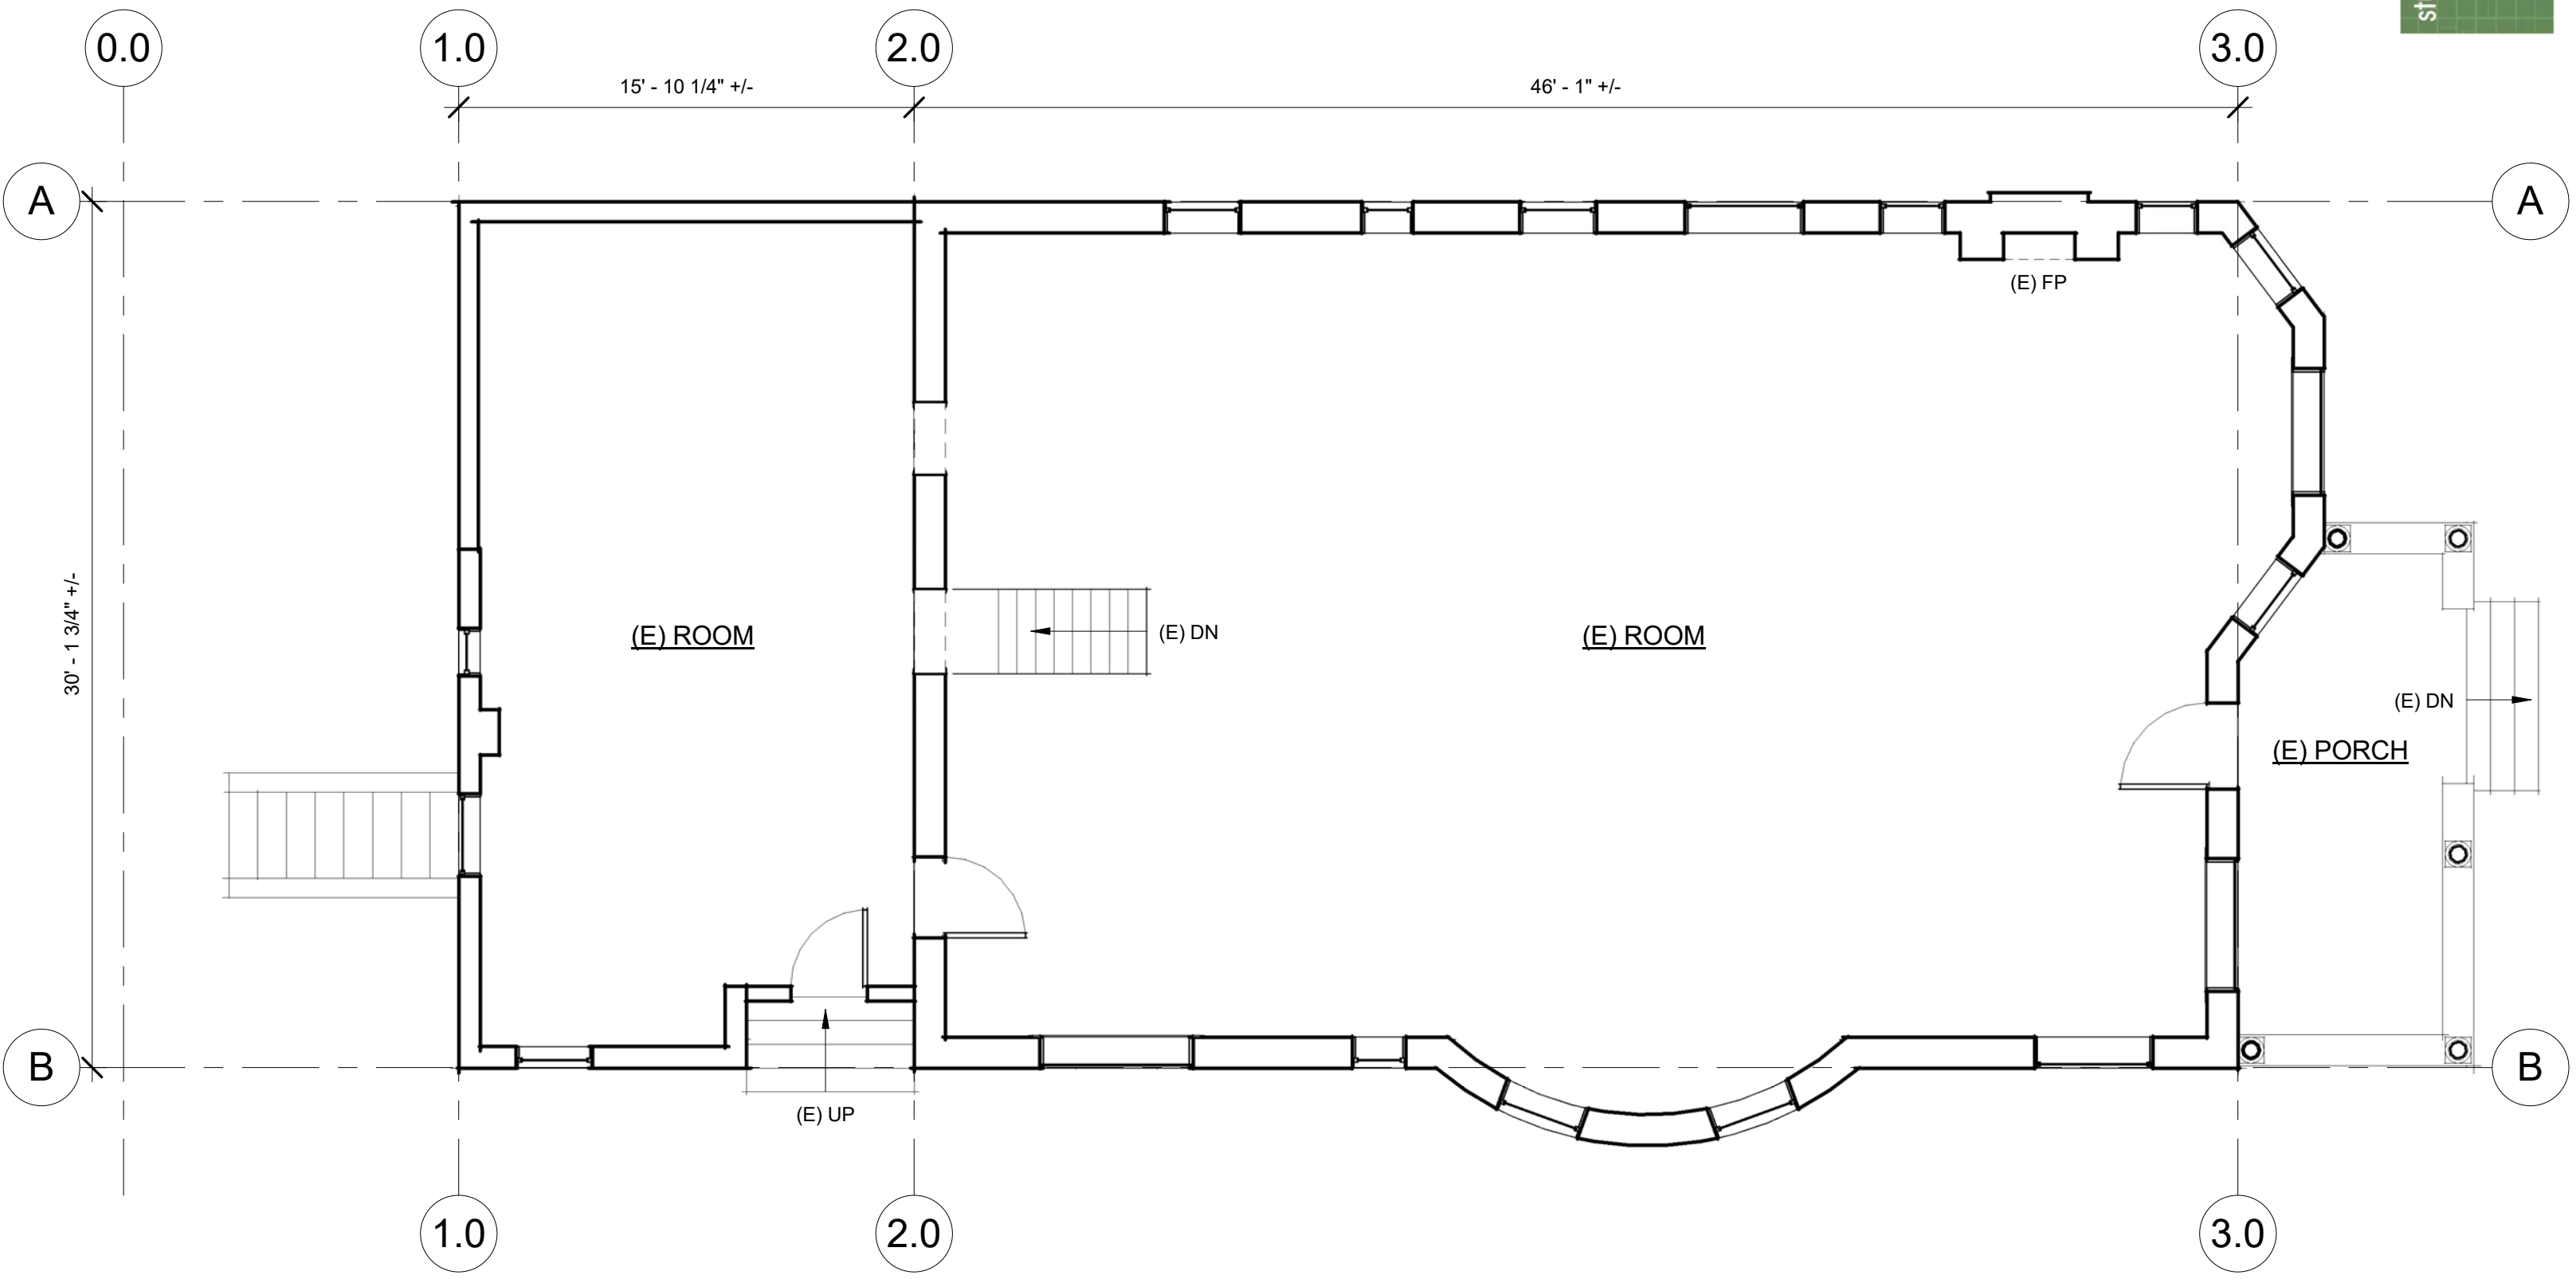 0.0
1.0
2.0
3.0
15' - 10 1/4" +/-
46' - 1" +/-
A
A
(E) FP
30' - 1 3/4" +/-
(E) ROOM
(E) DN
(E) ROOM
(E) DN
(E) PORCH
B
B
(E) UP
1.0
2.0
3.0